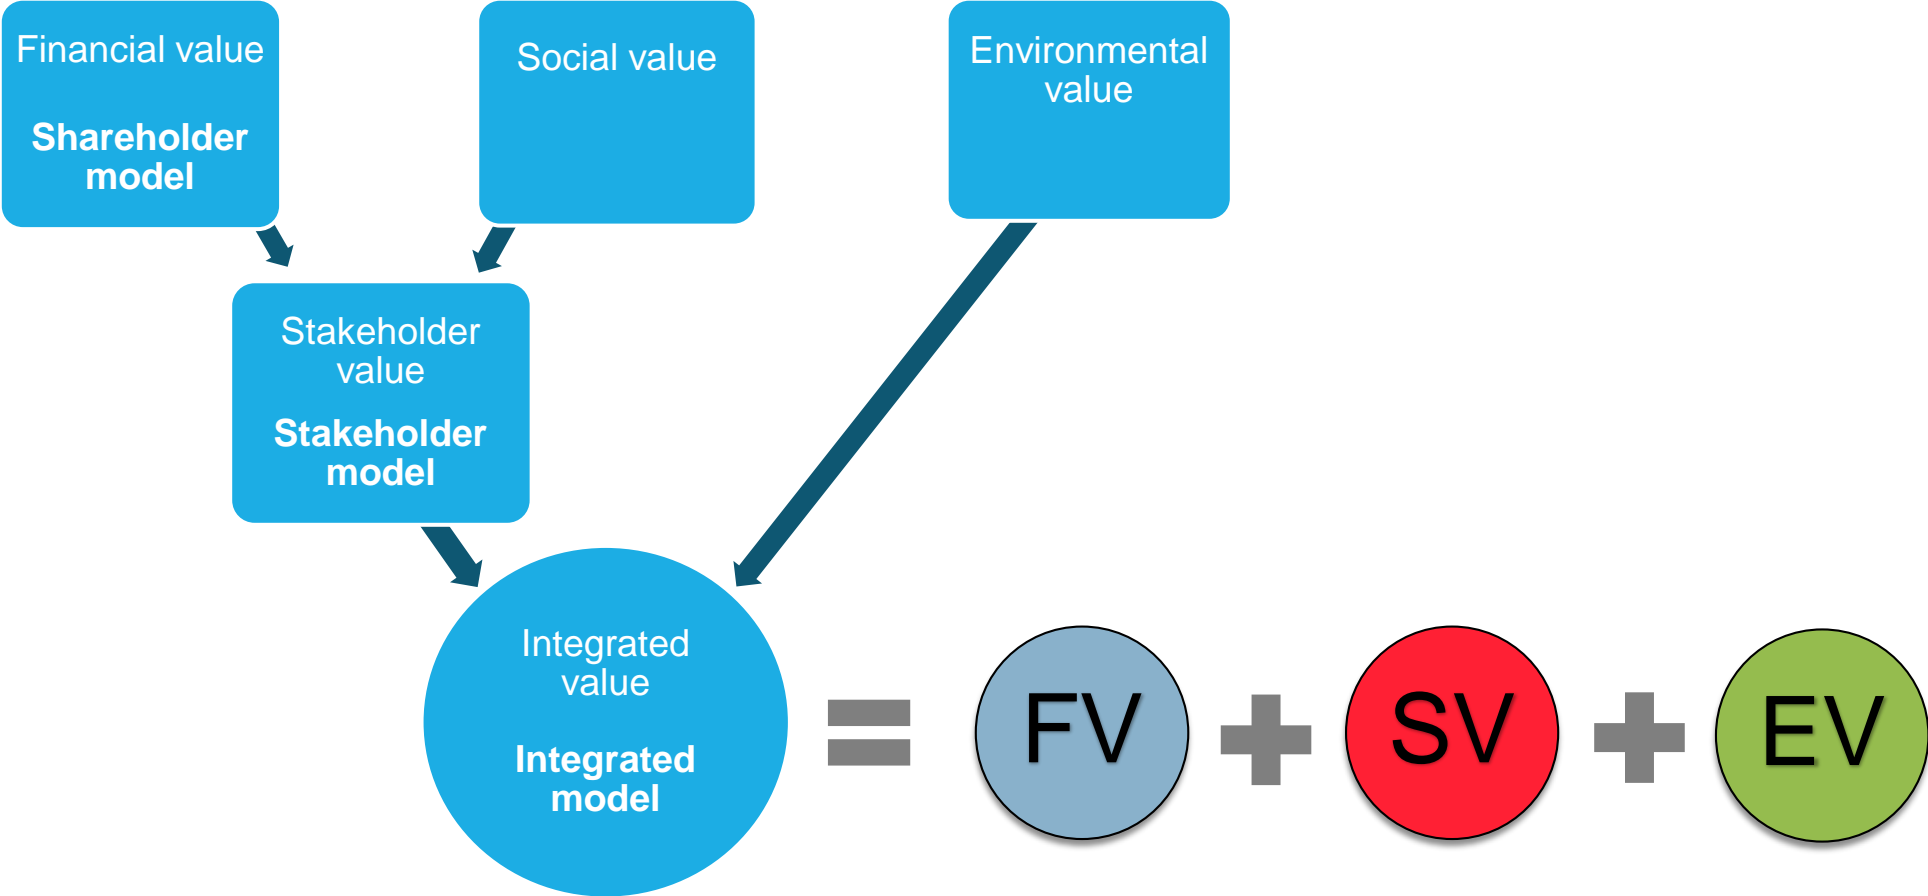 Financial value
Shareholder
model
Social value
Environmental
value
Stakeholder
value
Stakeholder
model
Integrated
value
Integrated
model
=
FV
+
SV
+
EV